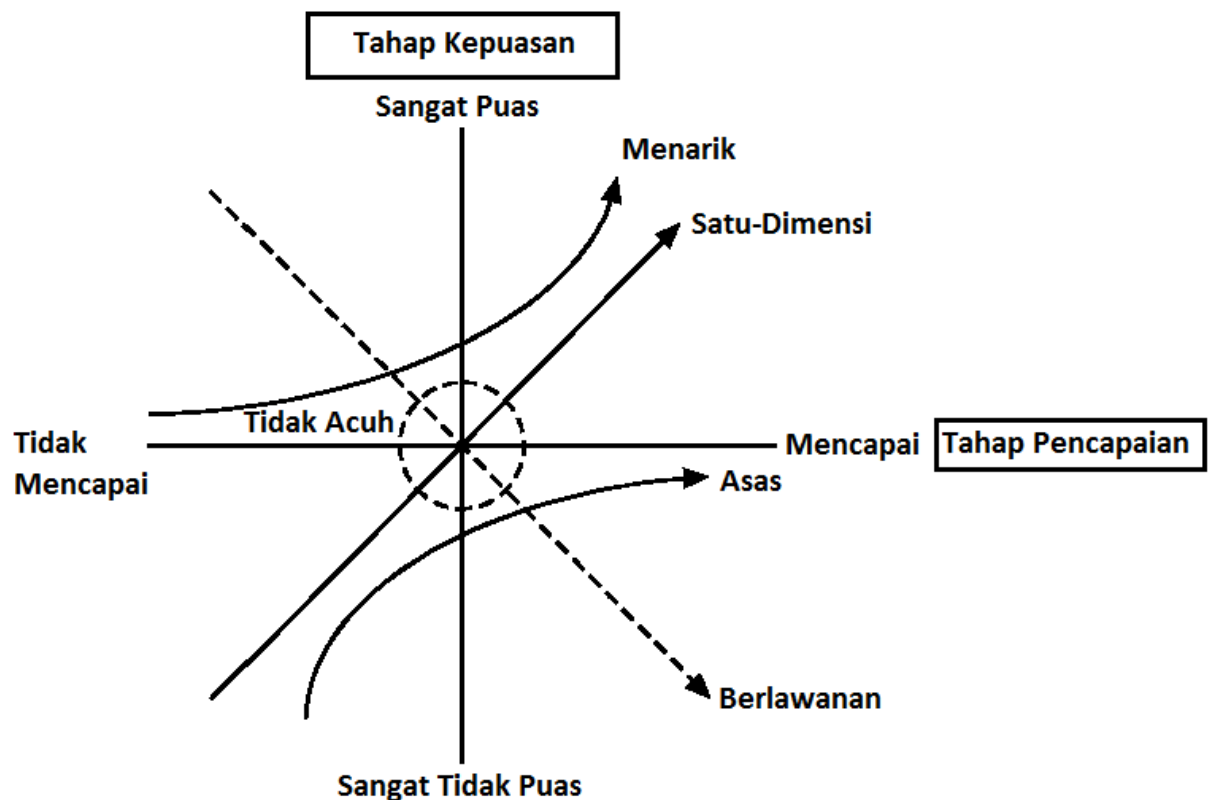 Tahap Kepuasan
Sangat Puas
Menarik
Satu-Dimensi
Tidak Acuh
Tidak
Mencapai
Mencapai
Tahap Pencapaian
Asas
Berlawanan
Sangat Tidak Puas